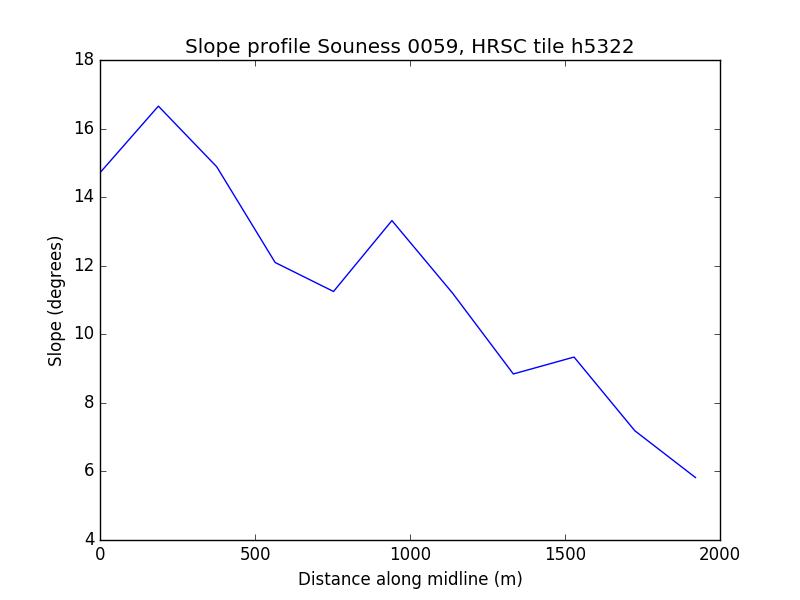 Slope profile Souness 0059, HRSC tile h5322
18
16
14
12
10
8
6
4
Slope (degrees)
0 500 1000 1500 2000
Distance along midline (m)